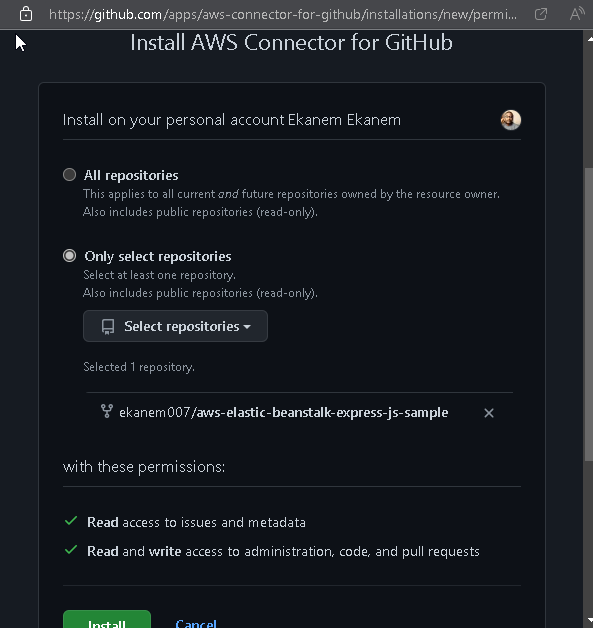 https://github.com/apps/aws-connector-for-github/installations/new/permi...
Install AWS Connector for GitHub
Install on your personal account Ekanem Ekanem
All repositories
This applies to all current and future repositories owned by the resource owner.
Also includes public repositories (read-only).
Only select repositories
Select at least one repository.
Also includes public repositories (read-only).
Select repositories
Selected 1 repository.
ekanem007/aws-elastic-beanstalk-express-js-sample
with these permissions:
Read access to issues and metadata
Read and write access to administration, code, and pull requests
Install Cancel